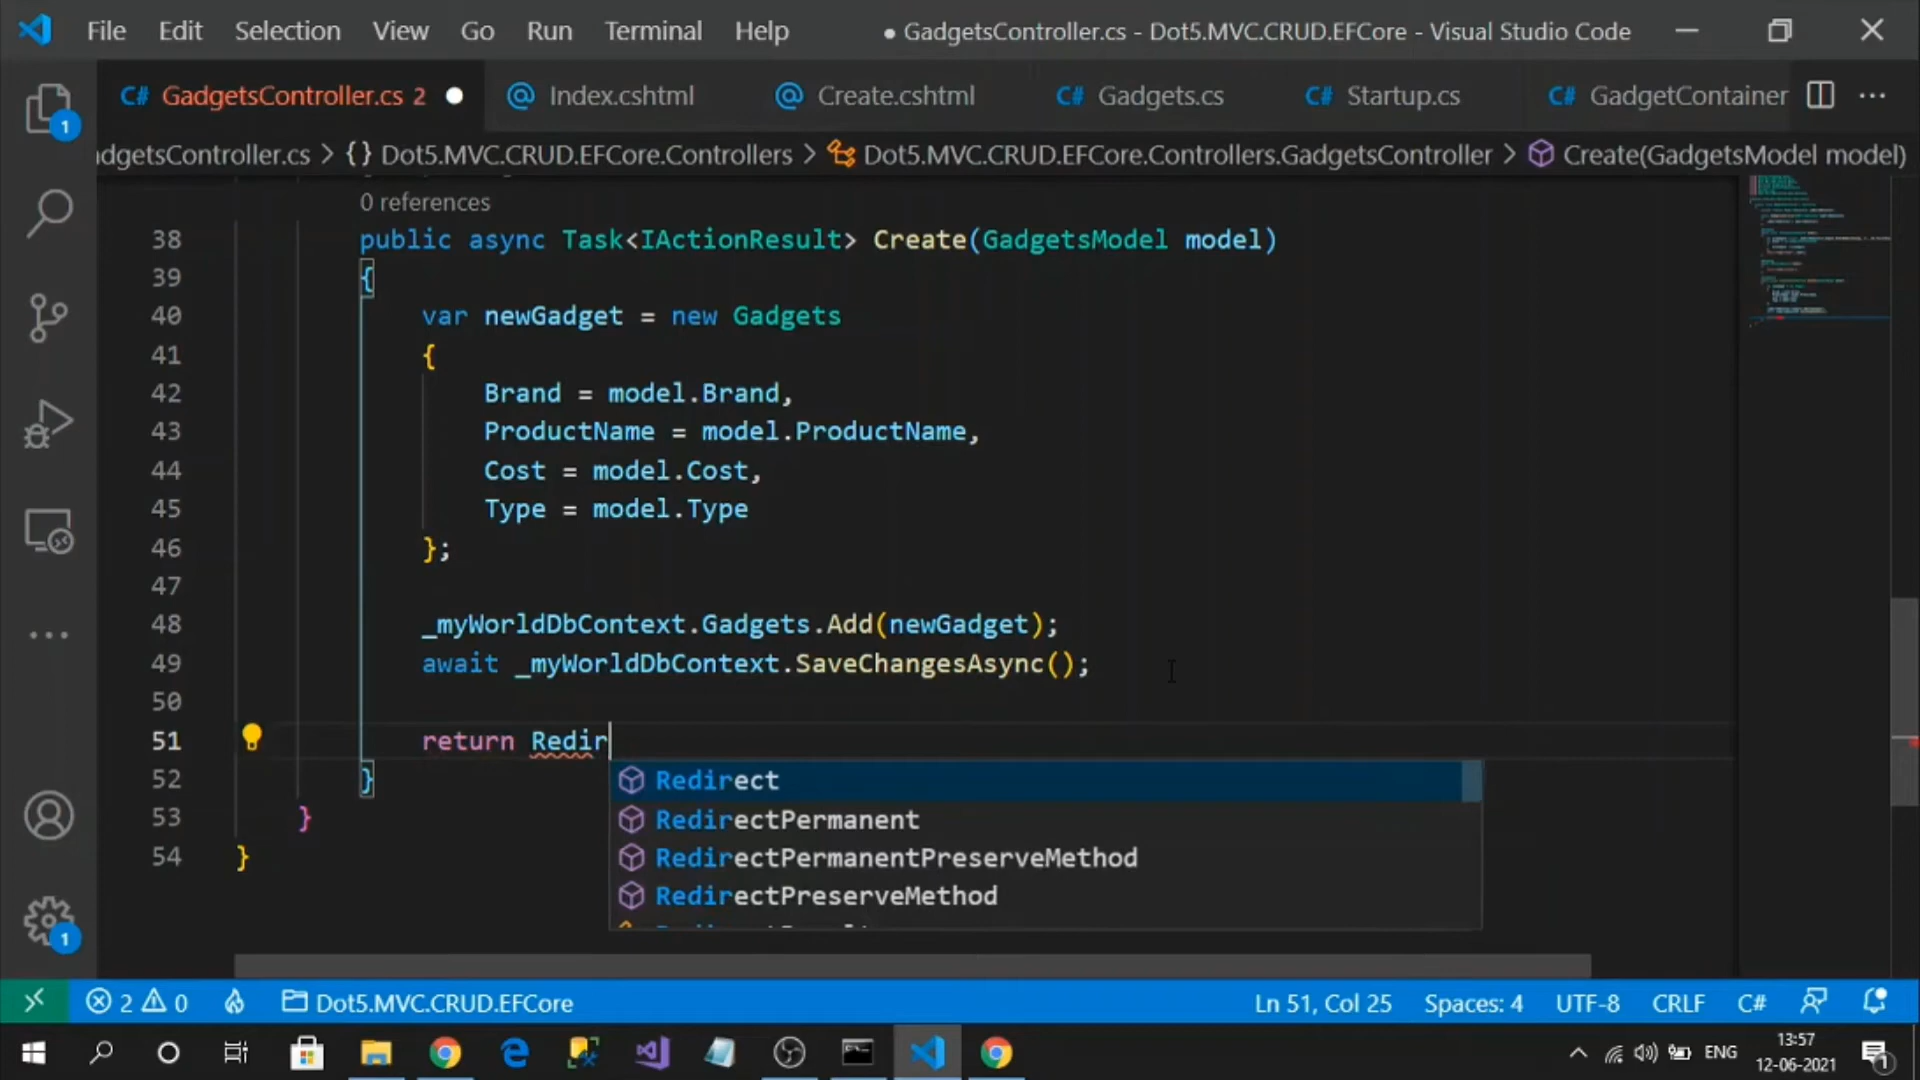 File Edit Selection View Go Run Terminal Help ● GadgetsController.cs - Dot5.MVC.CRUD.EFCore - Visual Studio Code
C# GadgetsController.cs 2 Index.cshtml Create.cshtml C# Gadgets.cs C# Startup.cs C# GadgetContainer
adgetsController.cs > {} Dot5.MVC.CRUD.EFCore.Controllers > Dot5.MVC.CRUD.EFCore.Controllers.GadgetsController > Create(GadgetsModel model)
0 references
38 public async Task<IActionResult> Create(GadgetsModel model)
39 {
40 var newGadget = new Gadgets
41 {
42 Brand = model.Brand,
43 ProductName = model.ProductName,
44 Cost = model.Cost,
45 Type = model.Type
46 };
47
48 _myWorldDbContext.Gadgets.Add(newGadget);
49 await _myWorldDbContext.SaveChangesAsync();
50
51 return Redir
52 }
53 }
54 }
Redirect
RedirectPermanent
RedirectPermanentPreserveMethod
RedirectPreserveMethod
1
1
2 0 Dot5.MVC.CRUD.EFCore Ln 51, Col 25 Spaces: 4 UTF-8 CRLF C#
ENG 13:57
12-06-2021
1